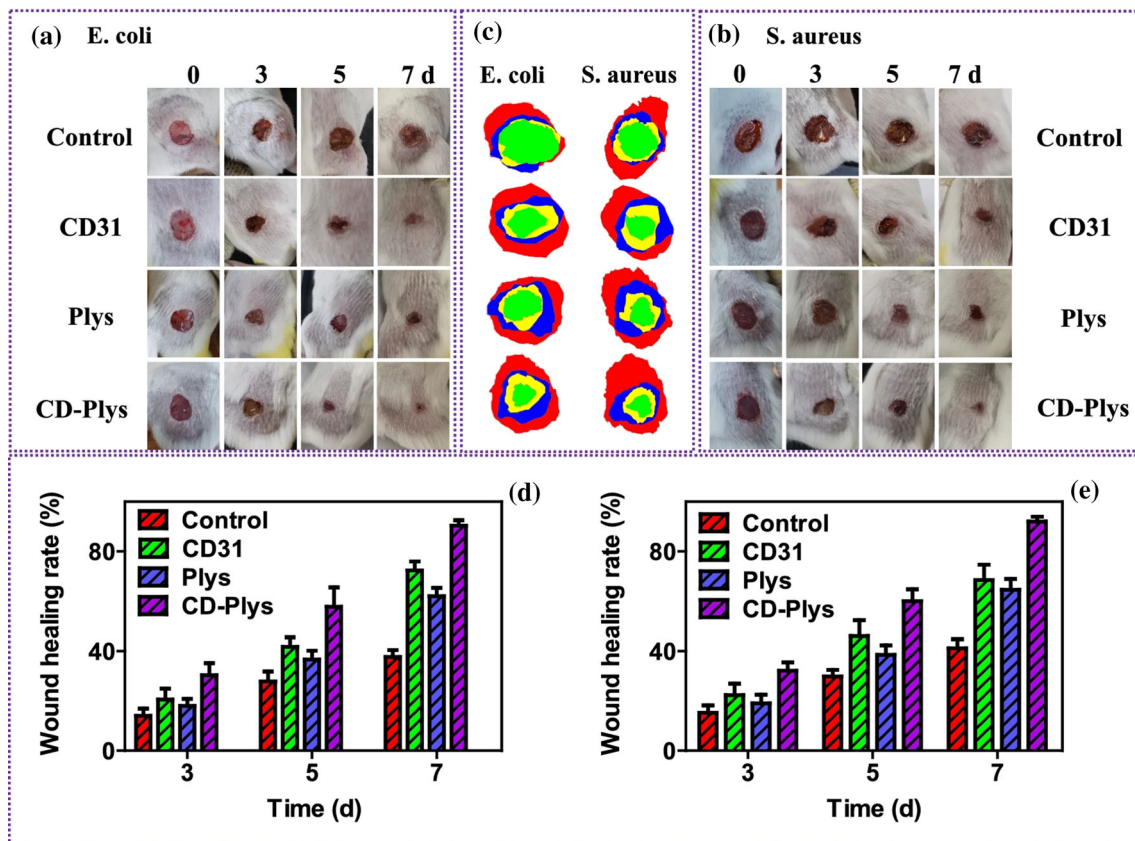 (a) E. coli
0 3 5 7 d
Control
CD31
Plys
CD-Plys
(c)
E. coli S. aureus
(b) S. aureus
0 3 5 7 d
Control
CD31
Plys
CD-Plys
(d)
Wound healing rate (%)
80
40
0
Control
CD31
Plys
CD-Plys
3 5 7
Time (d)
(e)
Wound healing rate (%)
80
40
0
Control
CD31
Plys
CD-Plys
3 5 7
Time (d)